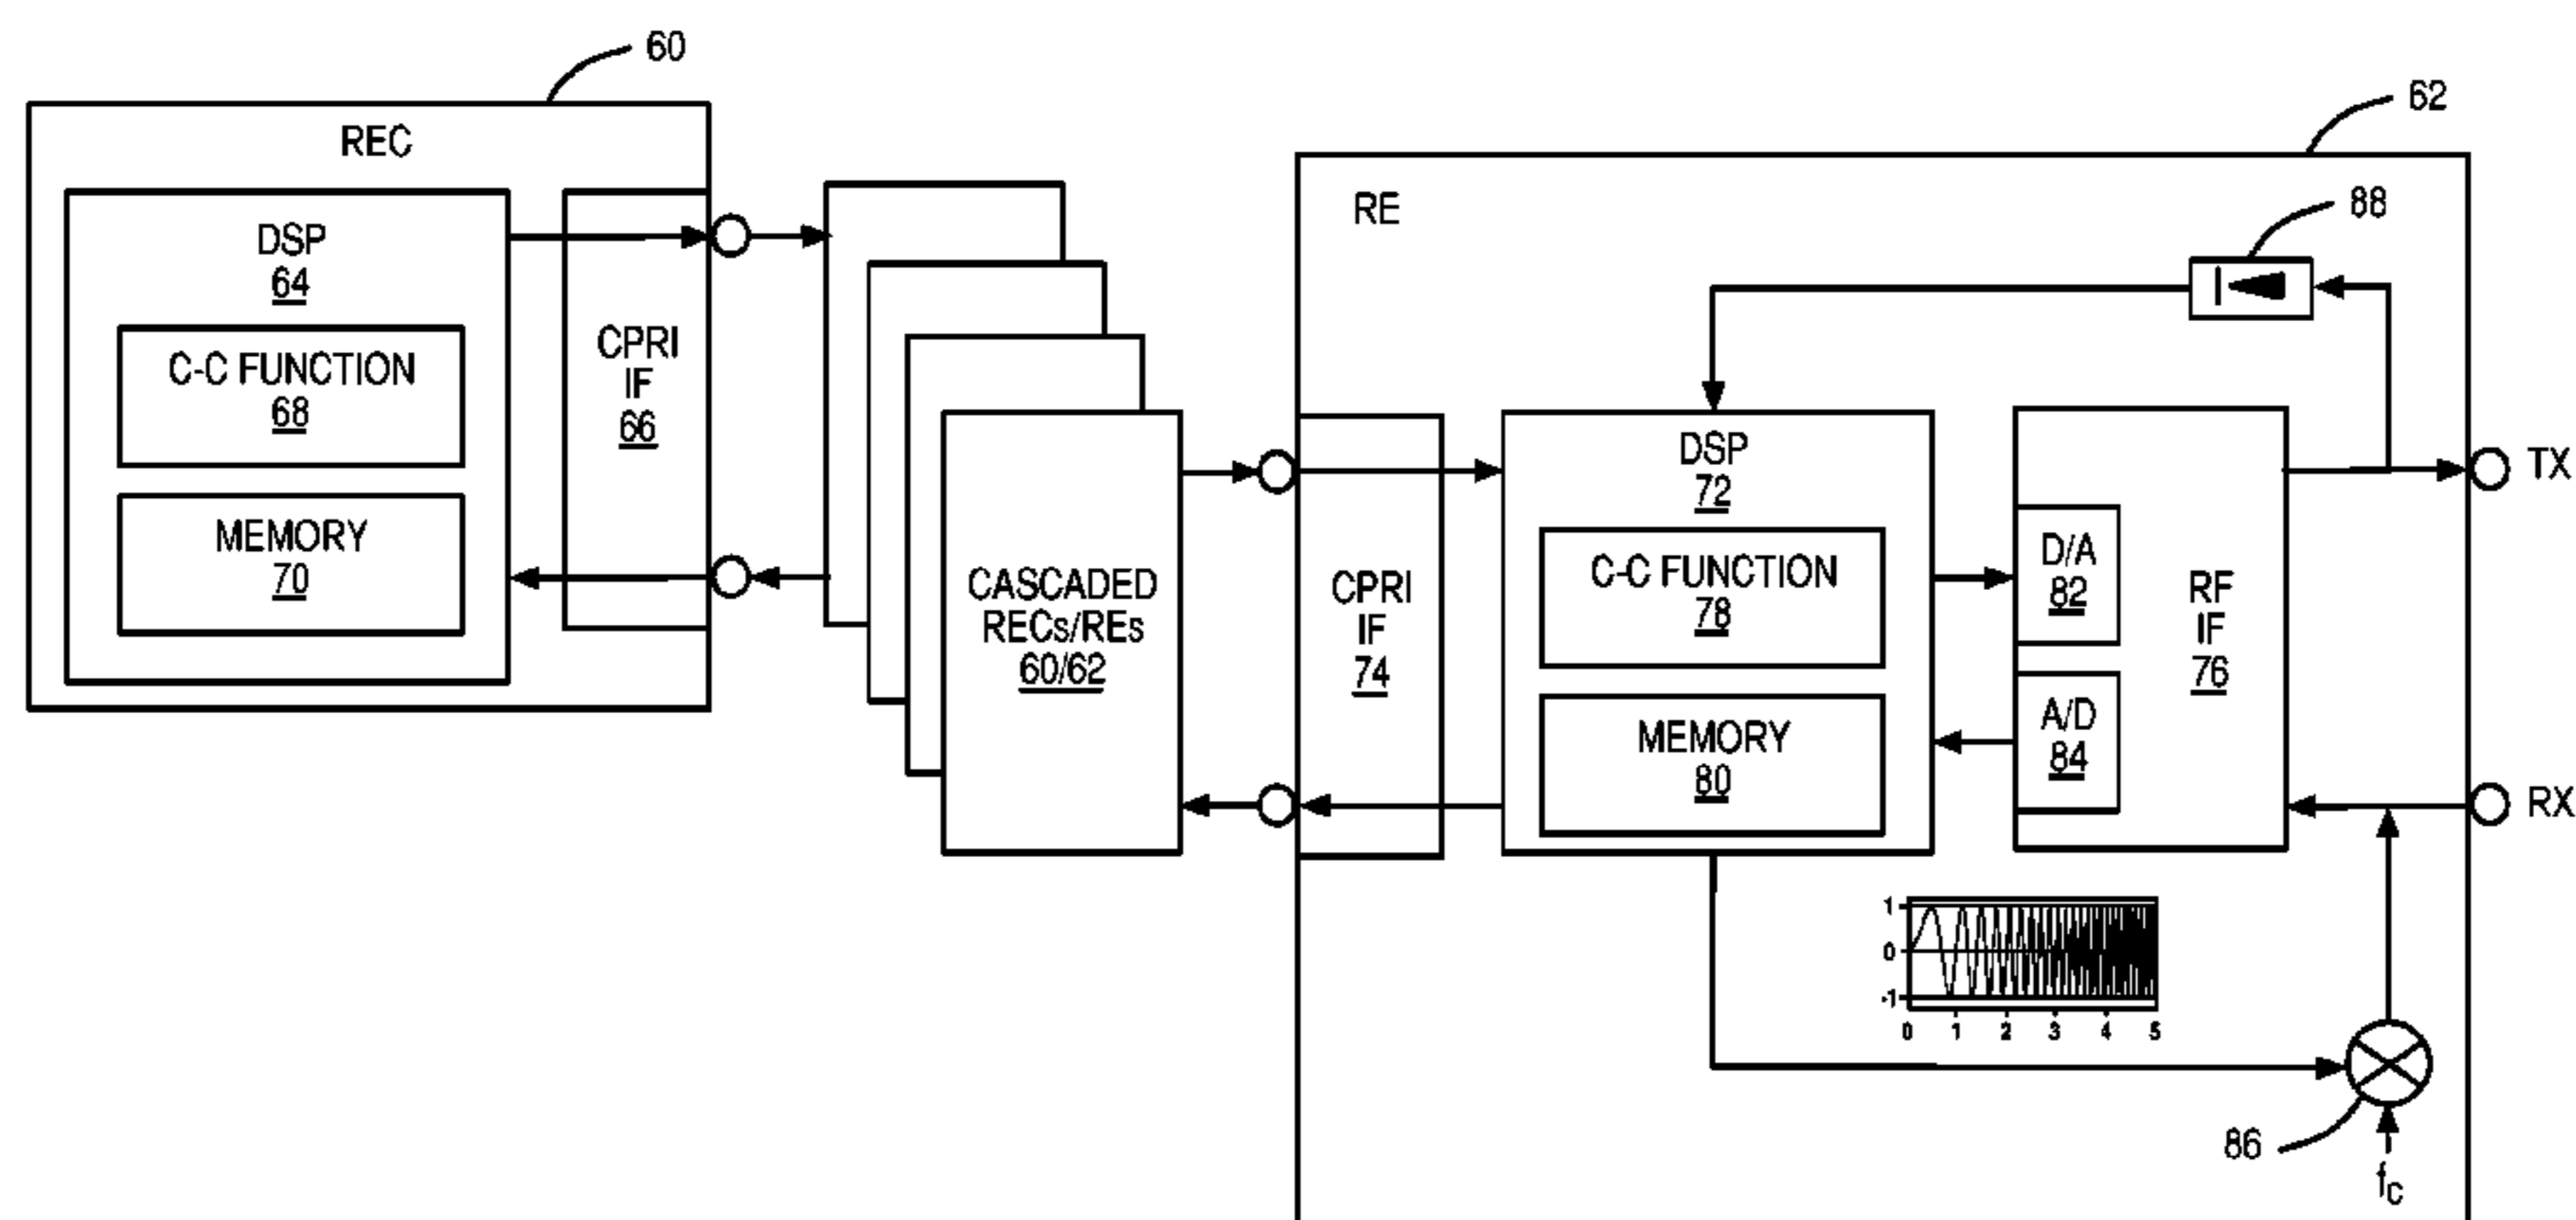 60
REC
DSP
64
C-C FUNCTION
68
MEMORY
70
CPRI
IF
66
CASCADED
RECs/REs
60/62
62
RE
88
CPRI
IF
74
DSP
72
C-C FUNCTION
78
MEMORY
80
D/A
82
A/D
84
RF
IF
76
TX
RX
1
0
-1
0 1 2 3 4 5
86
fC